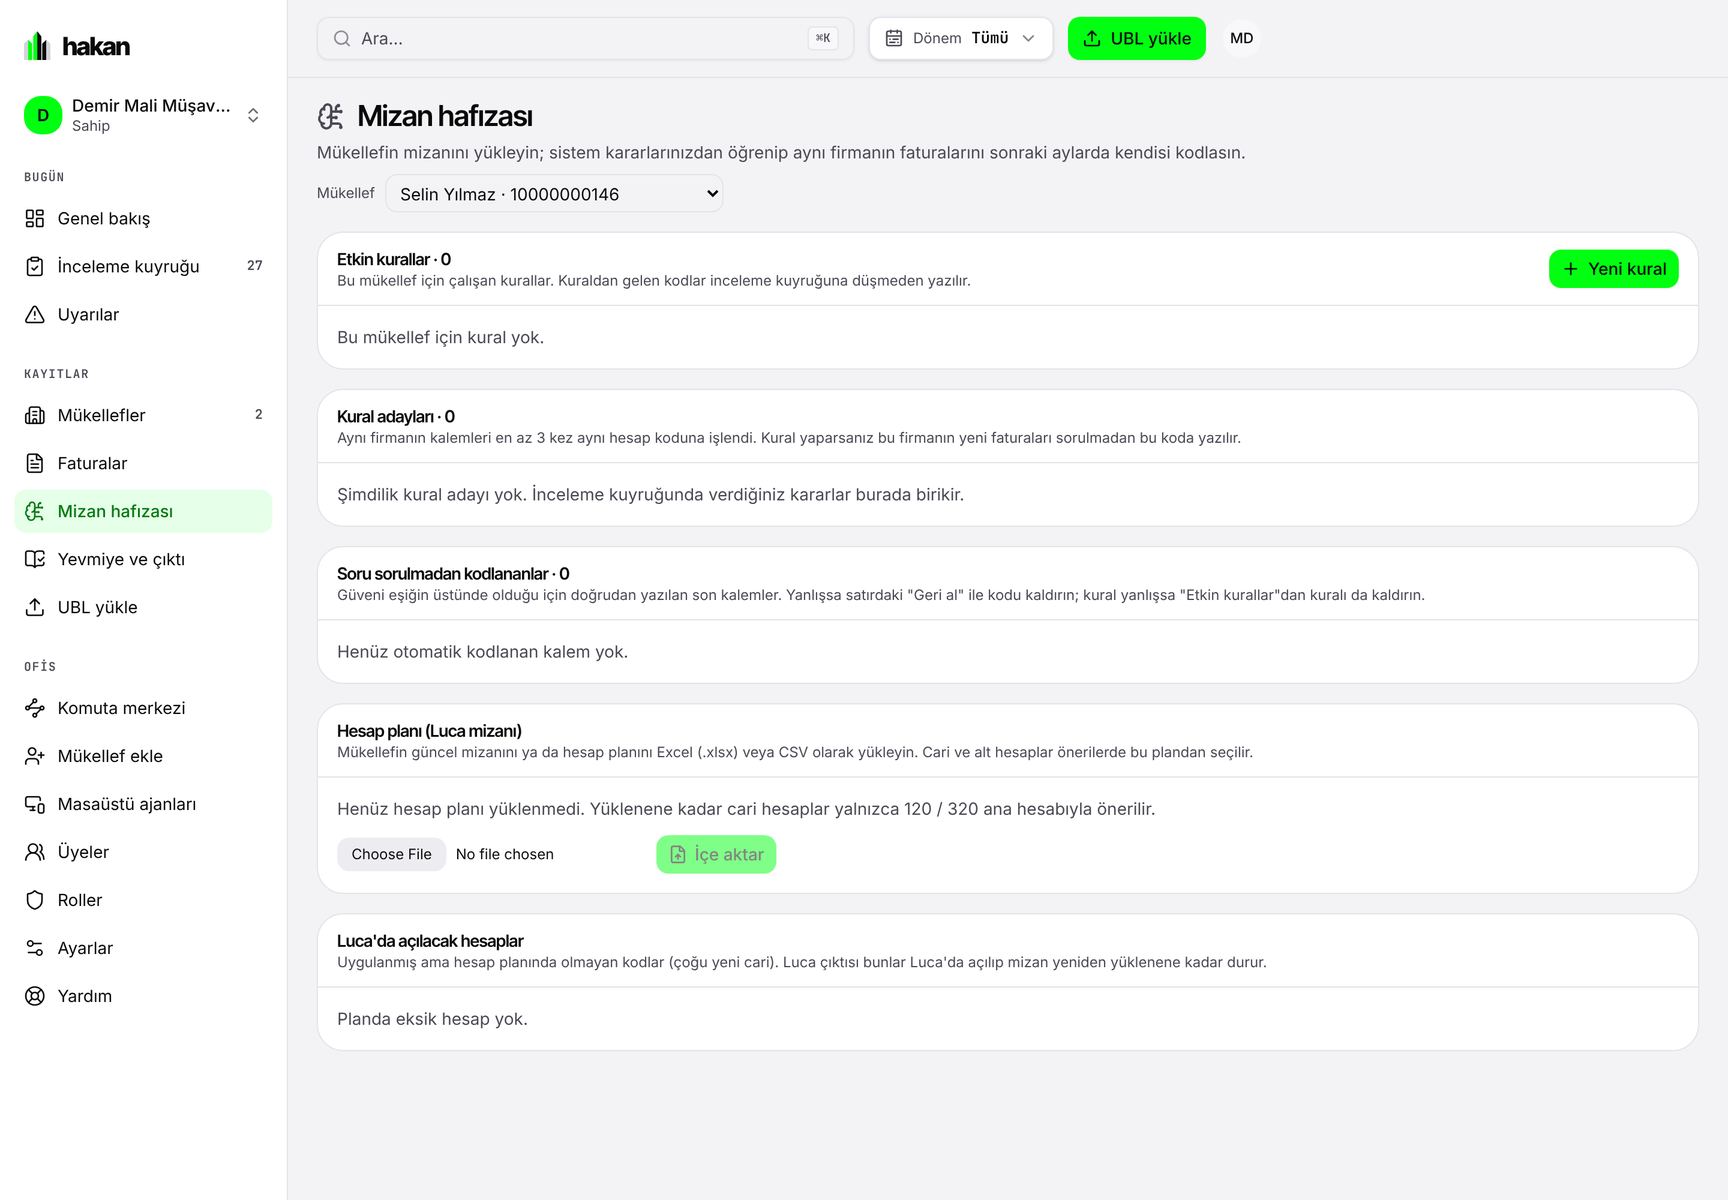 hakan
D
Demir Mali Müşav...
Sahip
BUGÜN
Genel bakış
İnceleme kuyruğu 27
Uyarılar
KAYITLAR
Mükellefler 2
Faturalar
Mizan hafızası
Yevmiye ve çıktı
UBL yükle
OFİS
Komuta merkezi
Mükellef ekle
Masaüstü ajanları
Üyeler
Roller
Ayarlar
Yardım
Ara... ⌘K
Dönem Tümü
UBL yükle
MD
Mizan hafızası
Mükellefin mizanını yükleyin; sistem kararlarınızdan öğrenip aynı firmanın faturalarını sonraki aylarda kendisi kodlasın.
Mükellef Selin Yılmaz · 10000000146
Etkin kurallar · 0
Bu mükellef için çalışan kurallar. Kuraldan gelen kodlar inceleme kuyruğuna düşmeden yazılır.
Yeni kural
Bu mükellef için kural yok.
Kural adayları · 0
Aynı firmanın kalemleri en az 3 kez aynı hesap koduna işlendi. Kural yaparsanız bu firmanın yeni faturaları sorulmadan bu koda yazılır.
Şimdilik kural adayı yok. İnceleme kuyruğunda verdiğiniz kararlar burada birikir.
Soru sorulmadan kodlananlar · 0
Güveni eşiğin üstünde olduğu için doğrudan yazılan son kalemler. Yanlışsa satırdaki "Geri al" ile kodu kaldırın; kural yanlışsa "Etkin kurallar"dan kuralı da kaldırın.
Henüz otomatik kodlanan kalem yok.
Hesap planı (Luca mizanı)
Mükellefin güncel mizanını ya da hesap planını Excel (.xlsx) veya CSV olarak yükleyin. Cari ve alt hesaplar önerilerde bu plandan seçilir.
Henüz hesap planı yüklenmedi. Yüklenene kadar cari hesaplar yalnızca 120 / 320 ana hesabıyla önerilir.
Choose File No file chosen
İçe aktar
Luca'da açılacak hesaplar
Uygulanmış ama hesap planında olmayan kodlar (çoğu yeni cari). Luca çıktısı bunlar Luca'da açılıp mizan yeniden yüklenene kadar durur.
Planda eksik hesap yok.